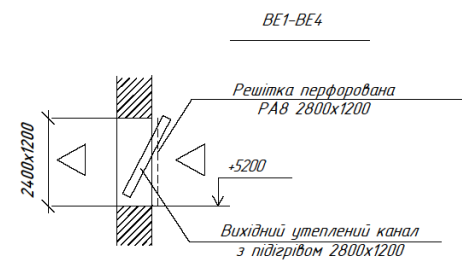 ВЕ1-ВЕ4
Решітка перфорована
РА8 2800х1200
2400х1200
+5200
Вихідний утеплений канал
з підігрівом 2800х1200